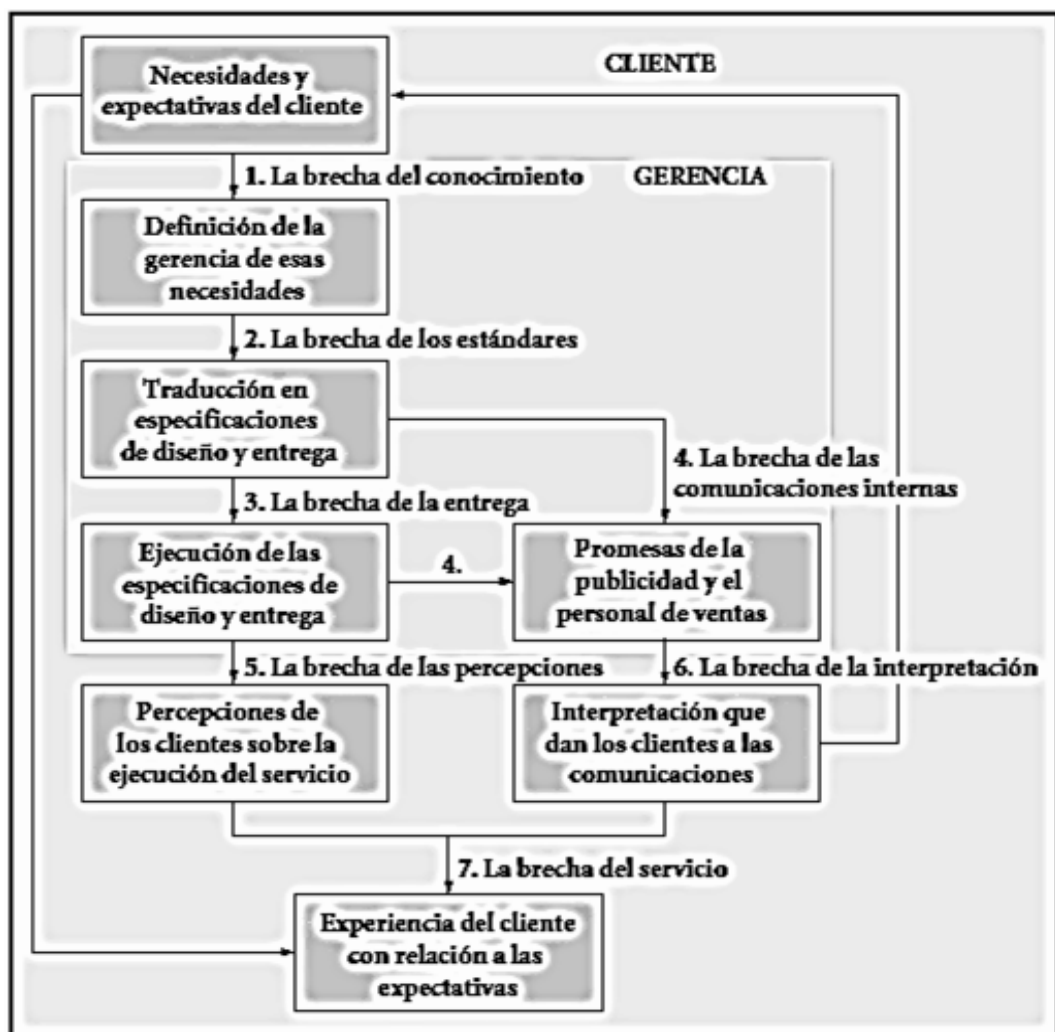 CLIENTE
Necesidades y
expectativas del cliente
1. La brecha del conocimiento
GERENCIA
Definición de la
gerencia de esas
necesidades
2. La brecha de los estándares
Traducción en
especificaciones
de diseño y entrega
4. La brecha de las
comunicaciones internas
3. La brecha de la entrega
Ejecución de las
especificaciones de
diseño y entrega
4.
Promesas de la
publicidad y el
personal de ventas
5. La brecha de las percepciones
6. La brecha de la interpretación
Percepciones de
los clientes sobre la
ejecución del servicio
Interpretación que
dan los clientes a las
comunicaciones
7. La brecha del servicio
Experiencia del cliente
con relación a las
expectativas